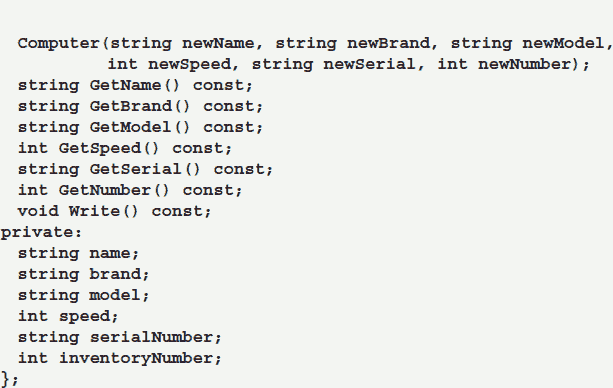 Computer(string newName, string newBrand, string newModel,
int newSpeed, string newSerial, int newNumber);
string GetName() const;
string GetBrand() const;
string GetModel() const;
int GetSpeed() const;
string GetSerial() const;
int GetNumber() const;
void Write() const;
private:
string name;
string brand;
string model;
int speed;
string serialNumber;
int inventoryNumber;
};